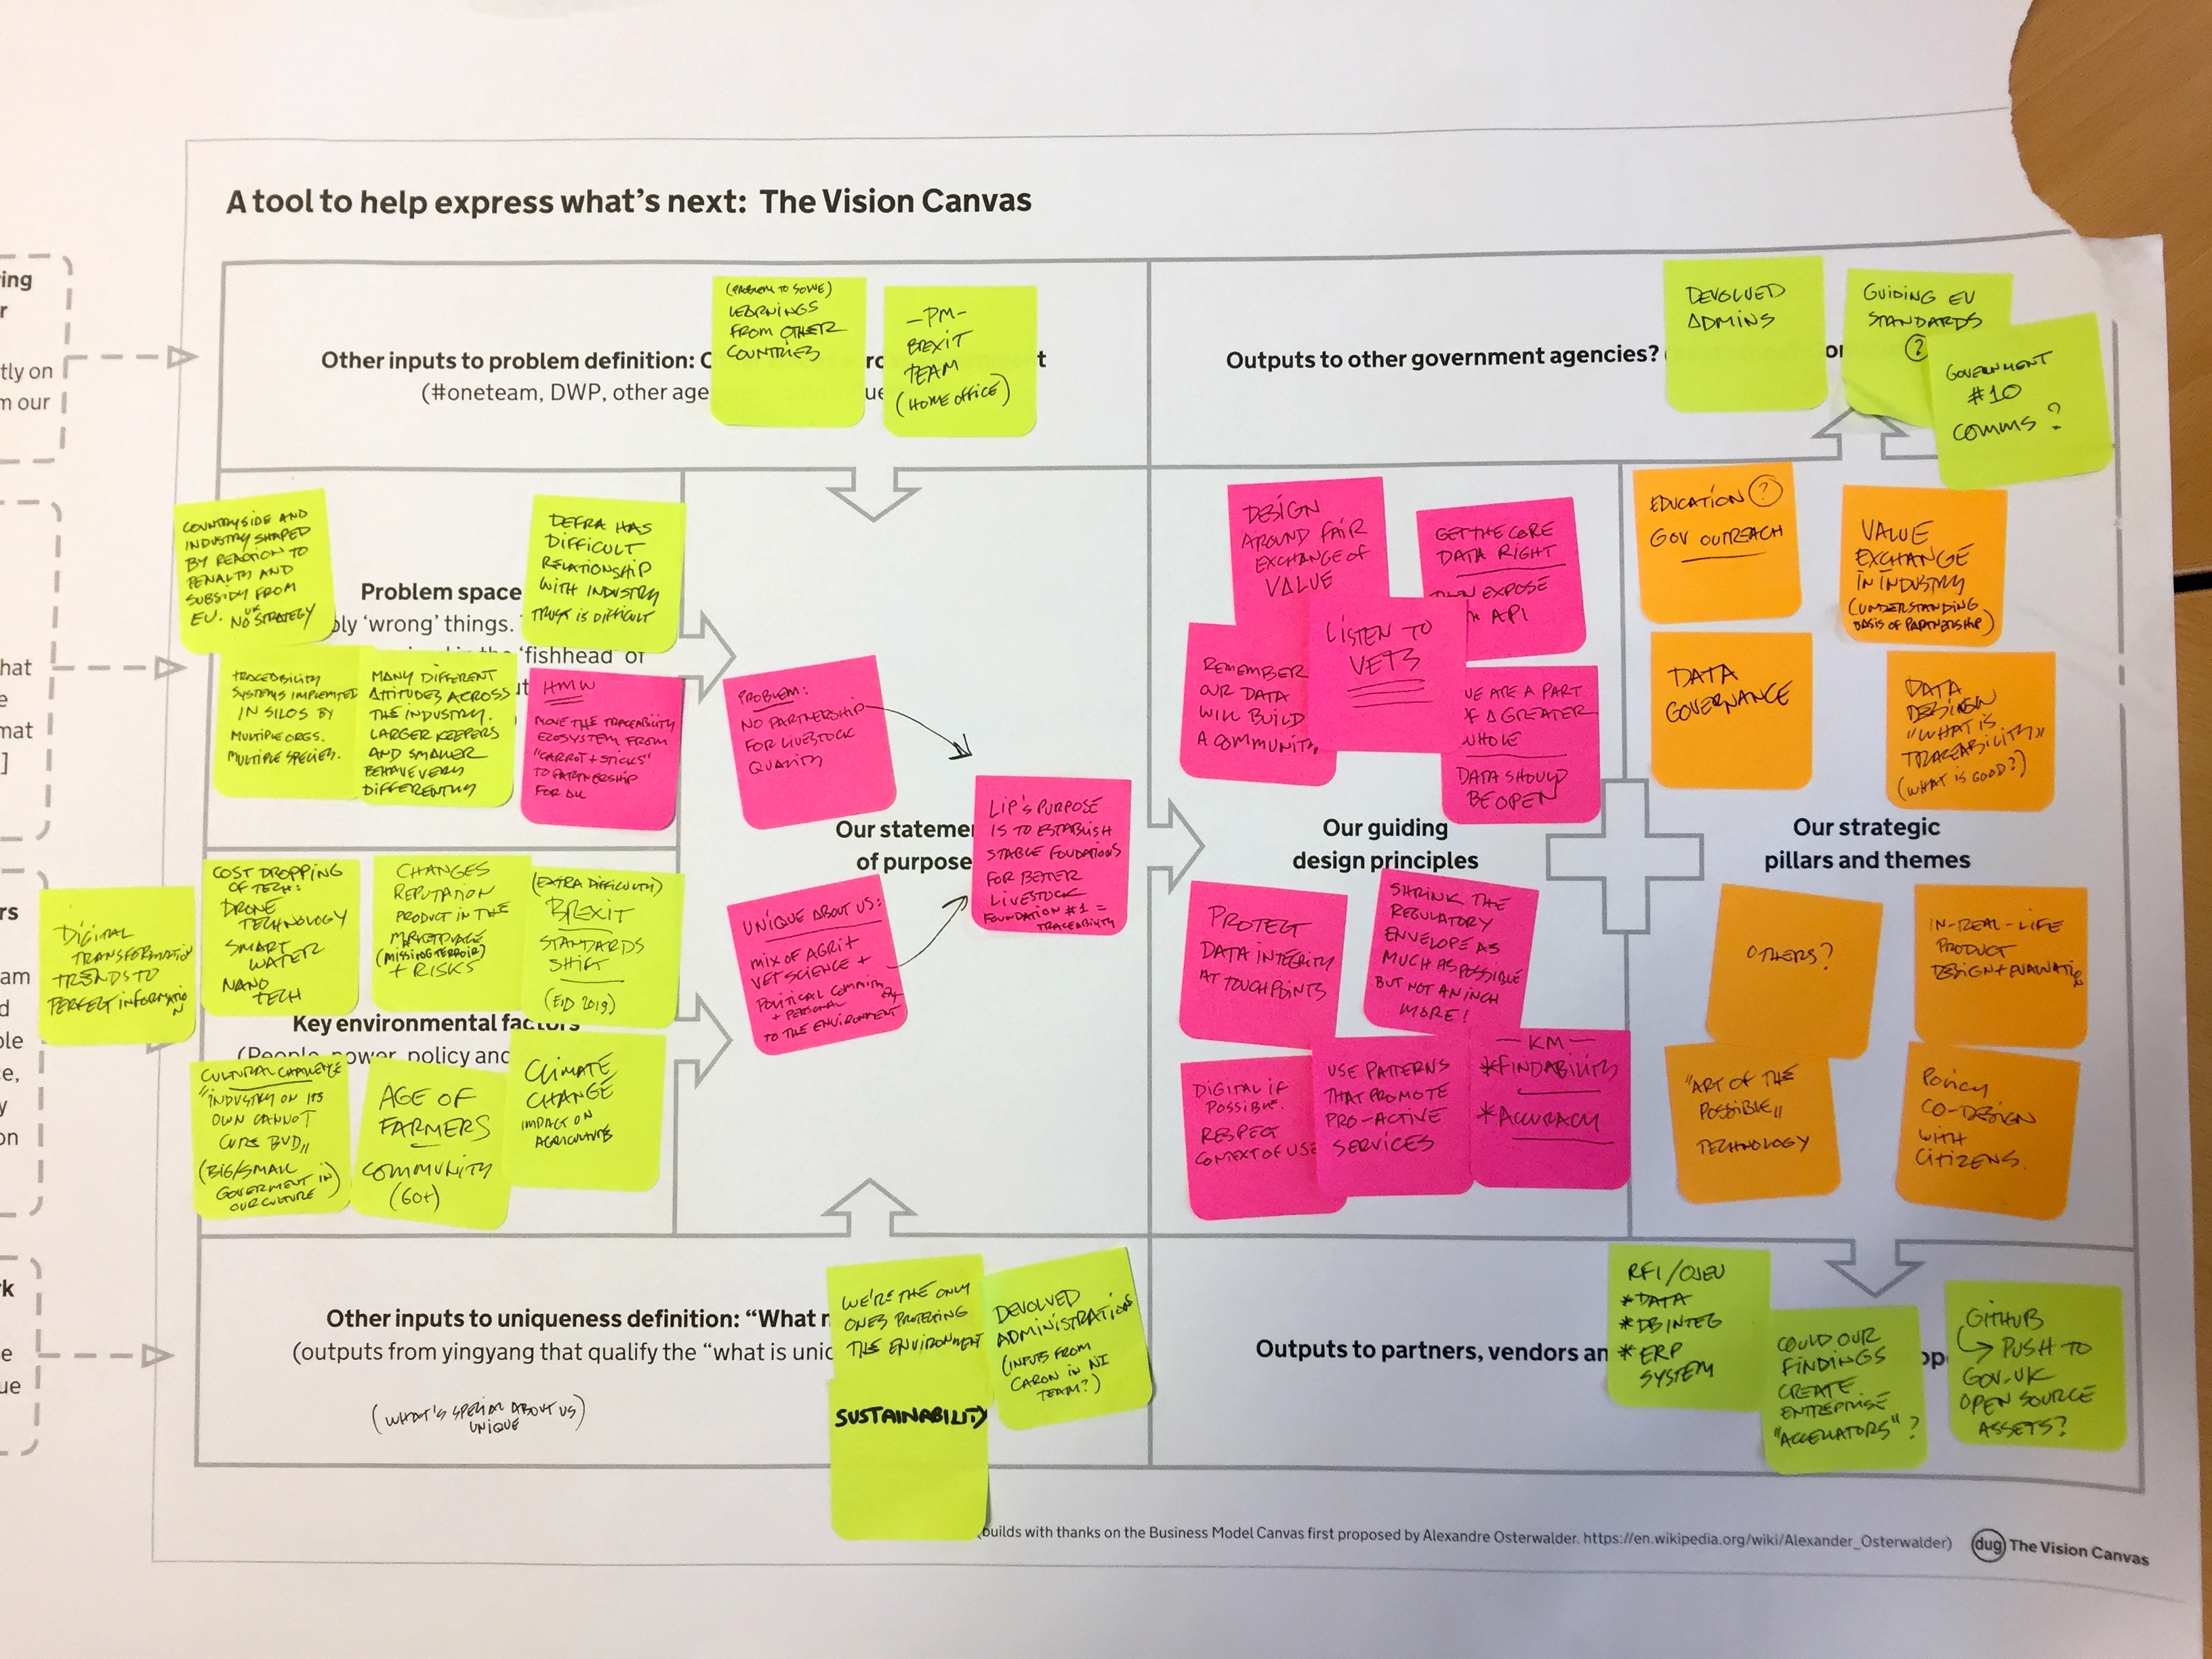 A tool to help express what's next: The Vision Canvas
ing
r
tly on
m our
hat
e
mat
]
rs
am
d
ole
e,
y
on
rk
e
ue
Other inputs to problem definition: C
t
(#oneteam, DWP, other age
ue
(PROBLEM TO SOLVE)
LEARNINGS
FROM OTHER
COUNTRIES
-PM-
BREXIT
TEAM
(HOME OFFICE)
Outputs to other government agencies? (
or
DEVOLVED
ADMINS
GUIDING EU
STANDARDS
?
GOVERNMENT
#10
COMMS?
Problem space
bly 'wrong' things.
'fishhead' of
COUNTRYSIDE AND
INDUSTRY SHAPED
BY REACTION TO
PENALTY AND
SUBSIDY FROM
EU. NO UK STRATEGY
DEFRA HAS
DIFFICULT
RELATIONSHIP
WITH INDUSTRY
TRUST IS DIFFICULT
TRACEABILITY
SYSTEMS IMPLEMTED
IN SILOS BY
MULTIPLE ORGS.
MULTIPLE SPECIES.
MANY DIFFERENT
ATTITUDES ACROSS
THE INDUSTRY.
LARGER KEEPERS
AND SMALLER
BEHAVE VERY
DIFFERENTLY
HMW
MOVE THE TRACEABILITY
ECOSYSTEM FROM
"CARROT + STICKS"
TO PARTNERSHIP
FOR ALL
Key environmental factors
(People, power, policy and
DIGITAL
TRANSFORMATION
TRENDS TO
PERFECT INFORMATION
COST DROPPING
OF TECH:
DRONE
TECHNOLOGY
SMART
WATER
NANO
TECH
CHANGES
REPUTATION
PRODUCT IN THE
MARKETPLACE
(MISSING TERROIR)
+ RISKS
(EXTRA DIFFICULTY)
BREXIT
STANDARDS
SHIFT
(EID 2019)
CULTURAL CHALLENGE
"INDUSTRY ON ITS
OWN CANNOT
CURE BVD"
(BIG/SMALL
GOVERMENT IN)
OUR CULTURE
AGE OF
FARMERS
COMMUNITY
(60+)
CLIMATE
CHANGE
IMPACT ON
AGRICULTURE
Our stateme
of purpose
PROBLEM:
NO PARTNERSHIP
FOR LIVESTOCK
QUALITY
UNIQUE ABOUT US:
MIX OF AGRI +
VET SCIENCE +
POLITICAL
+ PERSONAL
TO THE ENVIRONMENT
LIP'S PURPOSE
IS TO ESTABLISH
STABLE FOUDATIONS
FOR BETTER
LIVESTOCK
FOUNDATION #1 =
TRACEABILITY
Our guiding
design principles
DESIGN
AROUND FAIR
EXCHANGE OF
VALUE
GET THE CORE
DATA RIGHT
EXPOSE
API
LISTEN TO
VETS
REMEMBER
OUR DATA
WILL BUILD
A COMMUNITY
WE ARE A PART
OF A GREATER
WHOLE
DATA SHOULD
BE OPEN
PROTECT
DATA INTEGRITY
AT TOUCHPOINTS
SHRINK THE
REGULATORY
ENVELOPE AS
MUCH AS POSSIBLE
BUT NOT AN INCH
MORE!
DIGITAL IF
POSSIBLE.
RESPECT
CONTEXT OF USE
USE PATTERNS
THAT PROMOTE
PRO-ACTIVE
SERVICES
-KM-
*FINDABILITY
*ACCURACY
Our strategic
pillars and themes
EDUCATION ?
GOV OUTREACH
VALUE
EXCHANGE
IN INDUSTRY
(UNDERSTANDING
BASIS OF PARTNERSHIP)
DATA
GOVERNANCE
DATA
DESIGN
"WHAT IS
TRACEABILITY"
(WHAT IS GOOD?)
OTHERS?
IN-REAL-LIFE
PRODUCT
DESIGN + EVALUATION
"ART OF THE
POSSIBLE"
TECHNOLOGY
POLICY
CO-DESIGN
WITH
CITIZENS.
Other inputs to uniqueness definition: "What
(outputs from yingyang that qualify the "what is uniq
(WHAT'S SPECIAL ABOUT US)
UNIQUE
WE'RE THE ONLY
ONES PROTECTING
THE ENVIRONMENT
SUSTAINABILITY
DEVOLVED
ADMINISTRATION
(INPUTS FROM
CARON IN NI
TEAM?)
Outputs to partners, vendors an
RFI/OJEU
*DATA
*DB INTEG
*ERP
SYSTEM
COULD OUR
FINDINGS
CREATE
ENTERPRISE
"ACCELLATORS"?
GITHUB
PUSH TO
GOV.UK
OPEN SOURCE
ASSETS?
(builds with thanks on the Business Model Canvas first proposed by Alexandre Osterwalder. https://en.wikipedia.org/wiki/Alexander_Osterwalder)
dug The Vision Canvas